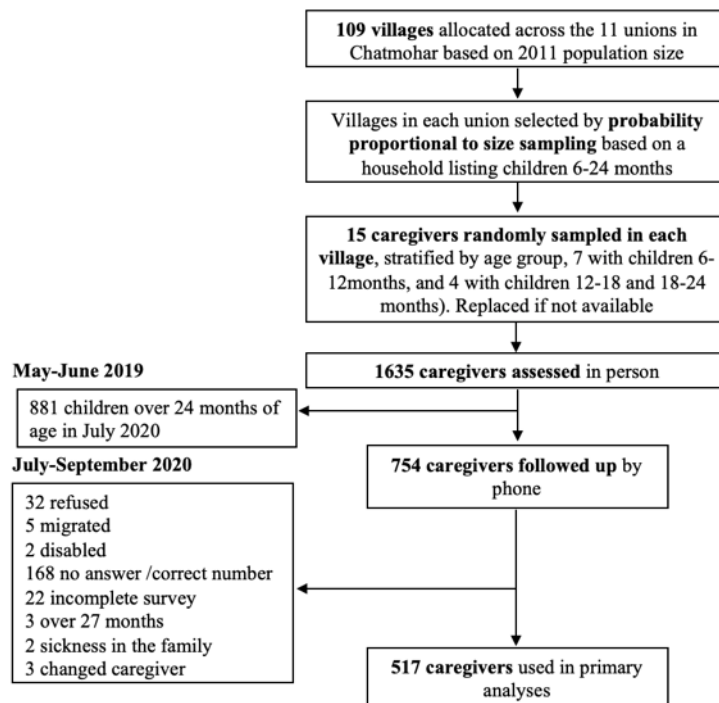 109 villages allocated across the 11 unions in
Chatmohar based on 2011 population size
Villages in each union selected by probability
proportional to size sampling based on a
household listing children 6-24 months
15 caregivers randomly sampled in each
village, stratified by age group, 7 with children 6-
12months, and 4 with children 12-18 and 18-24
months). Replaced if not available
1635 caregivers assessed in person
May-June 2019
881 children over 24 months of
age in July 2020
754 caregivers followed up by
phone
July-September 2020
32 refused
5 migrated
2 disabled
168 no answer /correct number
22 incomplete survey
3 over 27 months
2 sickness in the family
3 changed caregiver
517 caregivers used in primary
analyses